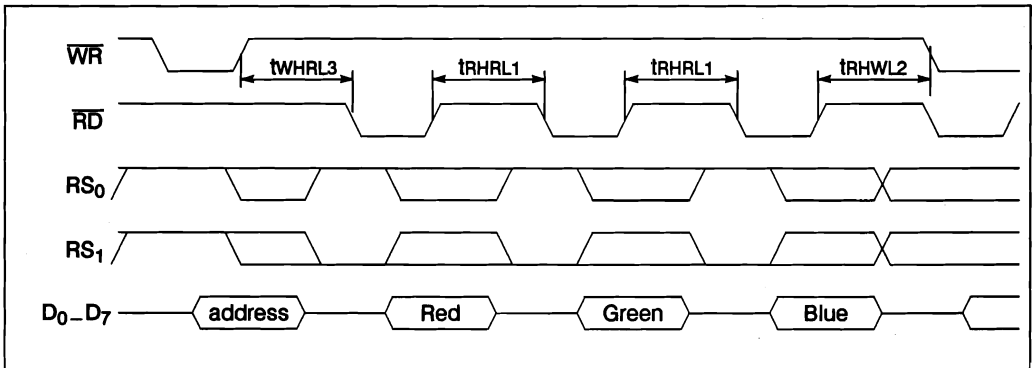 WR
tWHRL3 tRHRL1 tRHRL1 tRHWL2
RD
RS0
RS1
D0–D7 address Red Green Blue